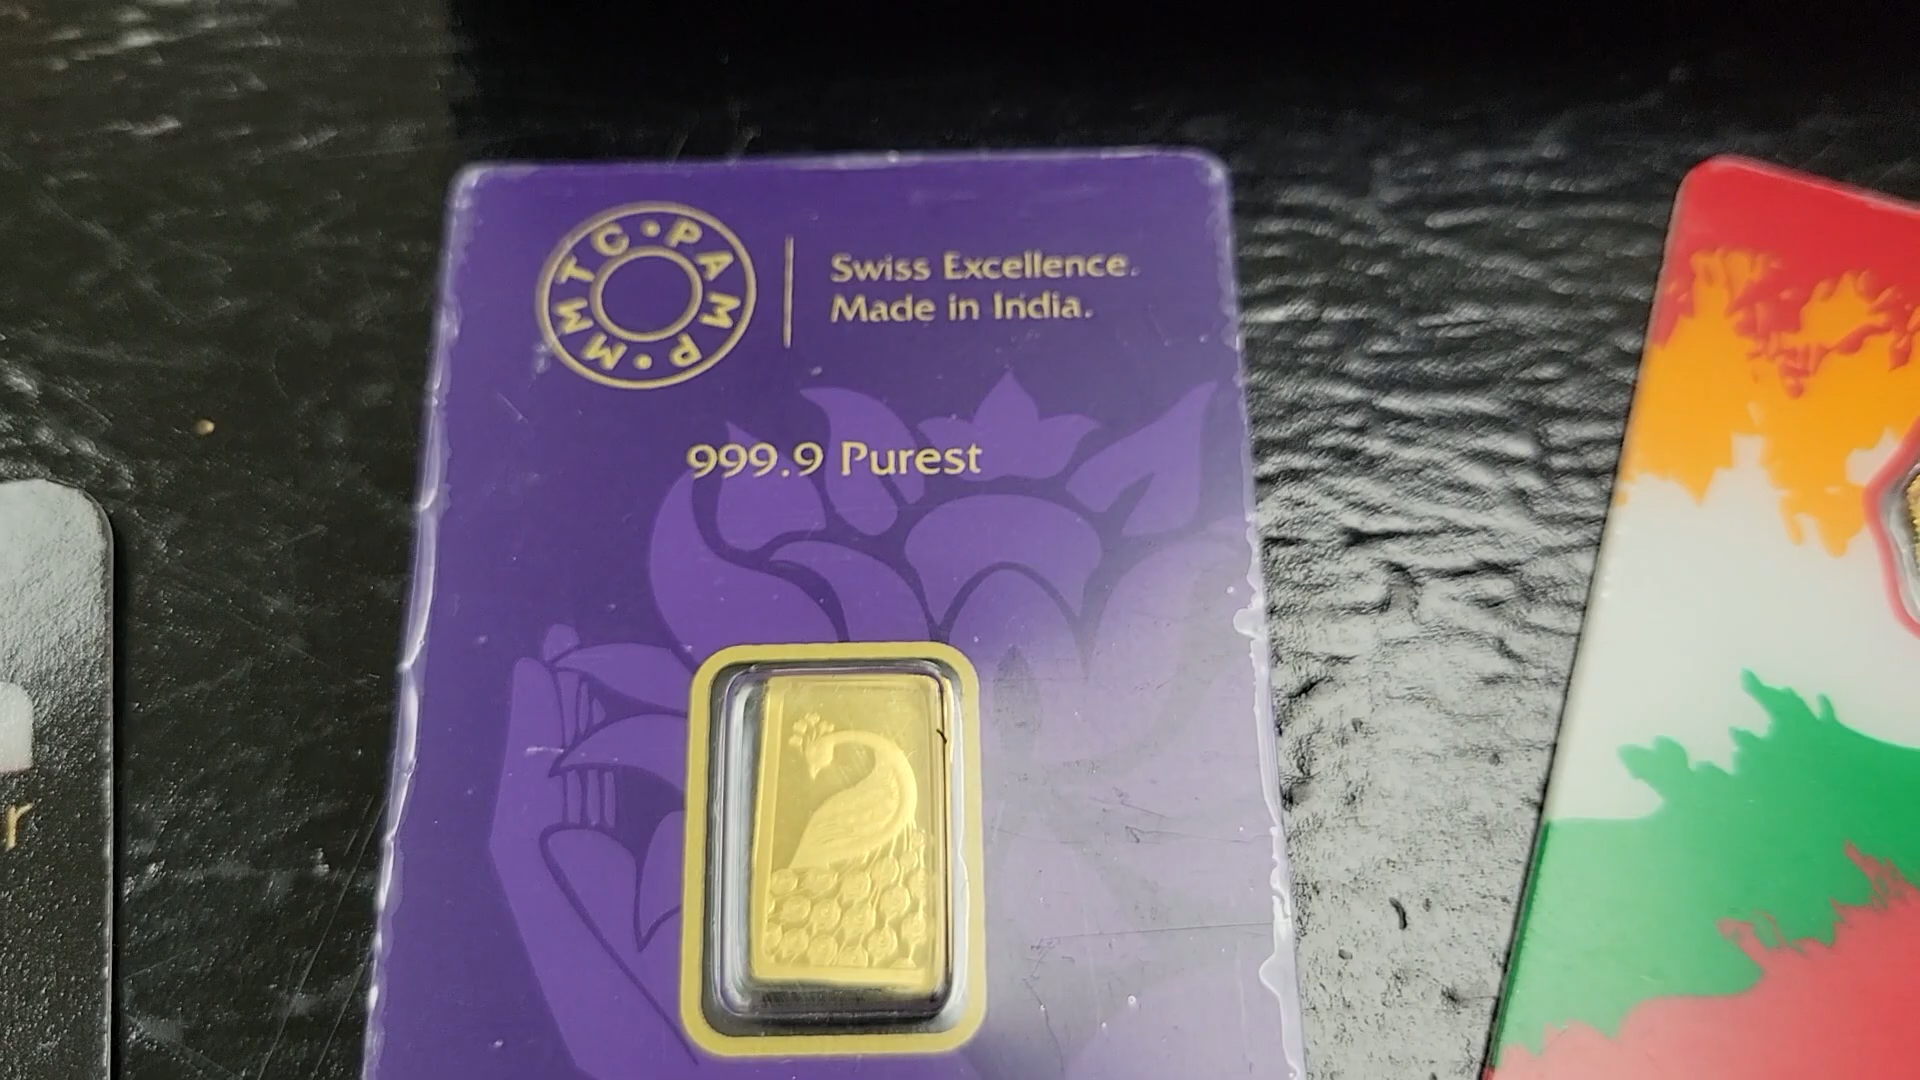 MMTC • PAMP •
Swiss Excellence.
Made in India.
999.9 Purest
r